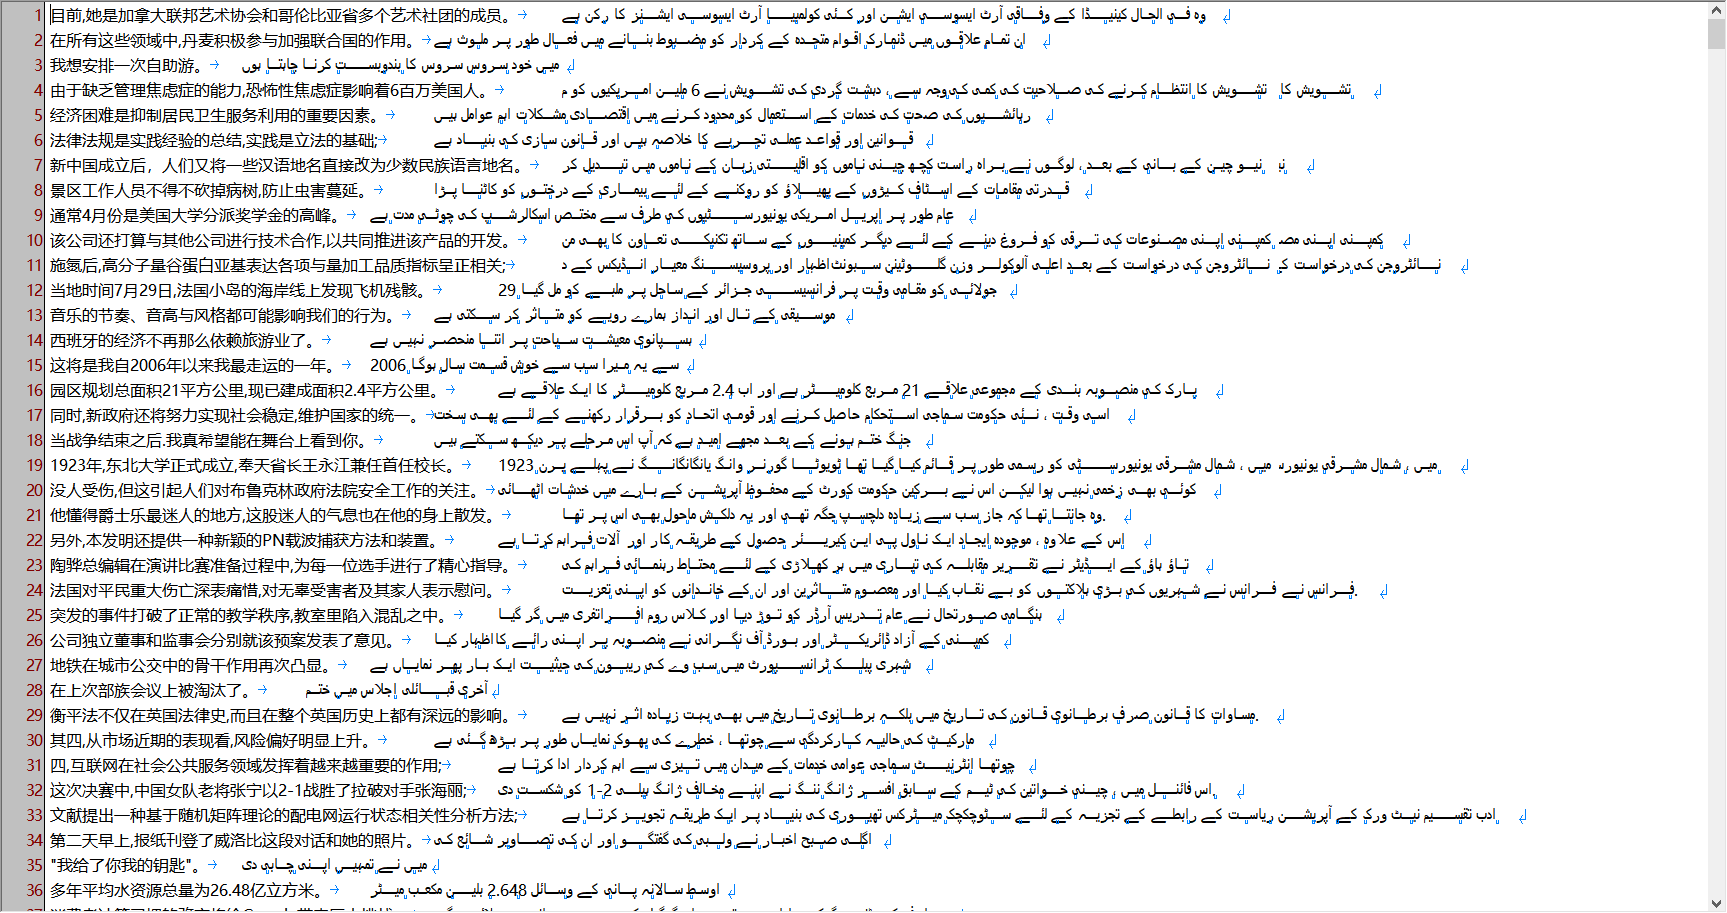 1 目前,她是加拿大联邦艺术协会和哥伦比亚省多个艺术社团的成员。 وہ فی الحال کینیڈا کے وفاقی آرٹ ایسوسی ایشن اور کئی کولمبیا آرٹ ایسوسی ایشنز کا رکن ہے
2 在所有这些领域中,丹麦积极参与加强联合国的作用。 ان تمام علاقوں میں ڈنمارک اقوام متحدہ کے کردار کو مضبوط بنانے میں فعال طور پر ملوث ہے
3 我想安排一次自助游。 میں خود سروس سروس کا بندوبست کرنا چاہتا ہوں
4 由于缺乏管理焦虑症的能力,恐怖性焦虑症影响着6百万美国人。 تشویش کا انتظام کرنے کی صلاحیت کی کمی کی وجہ سے ، دہشت گردی کی تشویش نے 6 ملین امریکیوں کو م
5 经济困难是抑制居民卫生服务利用的重要因素。 رہائشیوں کی صحت کی خدمات کے استعمال کو محدود کرنے میں اقتصادی مشکلات اہم عوامل ہیں
6 法律法规是实践经验的总结,实践是立法的基础; قوانین اور قواعد عملی تجربے کا خلاصہ ہیں اور قانون سازی کی بنیاد ہے
7 新中国成立后，人们又将一些汉语地名直接改为少数民族语言地名。 نیو چین کے بانی کے بعد ، لوگوں نے براہ راست کچھ چینی ناموں کو اقلیتی زبان کے ناموں میں تبدیل کر
8 景区工作人员不得不砍掉病树,防止虫害蔓延。 قدرتی مقامات کے اسٹاف کیڑوں کے پھیلاؤ کو روکنے کے لئے بیماری کے درختوں کو کاٹنا پڑا
9 通常4月份是美国大学分派奖学金的高峰。 عام طور پر اپریل امریکی یونیورسٹیوں کی طرف سے مختص اسکالرشپ کی چوٹی مدت ہے
10 该公司还打算与其他公司进行技术合作,以共同推进该产品的开发。 کمپنی اپنی مصنوعات کی ترقی کو فروغ دینے کے لئے دیگر کمپنیوں کے ساتھ تکنیکی تعاون کا بھی من
11 施氮后,高分子量谷蛋白亚基表达各项与量加工品质指标呈正相关; نائٹروجن کی درخواست کے بعد اعلی آلوکولر وزن گلوٹینن سبونٹ اظہار اور پروسیسنگ معیار انڈیکس کے د
12 当地时间7月29日,法国小岛的海岸线上发现飞机残骸。 29 جولائی کو مقامی وقت پر فرانسیسی جزائر کے ساحل پر ملبے کو مل گیا
13 音乐的节奏、音高与风格都可能影响我们的行为。 موسیقی کے تال اور انداز ہمارے رویے کو متاثر کر سکتی ہے
14 西班牙的经济不再那么依赖旅游业了。 ہسپانوی معیشت سیاحت پر اتنا منحصر نہیں ہے
15 这将是我自2006年以来我最走运的一年。 2006 سے یہ میرا سب سے خوش قسمت سال ہوگا
16 园区规划总面积21平方公里,现已建成面积2.4平方公里。 پارک کی منصوبہ بندی کے مجموعی علاقے 21 مربع کلومیٹر ہے اور اب 2.4 مربع کلومیٹر کا ایک علاقے ہے
17 同时,新政府还将努力实现社会稳定,维护国家的统一。 اسی وقت ، نئی حکومت سماجی استحکام حاصل کرنے اور قومی اتحاد کو برقرار رکھنے کے لئے بھی سخت
18 当战争结束之后.我真希望能在舞台上看到你。 جنگ ختم ہونے کے بعد مجھے امید ہے کہ آپ اس مرحلے پر دیکھ سکتے ہیں
19 1923年,东北大学正式成立,奉天省长王永江兼任首任校长。 1923 میں ، شمال مشرقی یونیورسٹی کو رسمی طور پر قائم کیا گیا تھا ٹویوٹیا گورنر وانگ یانگانگانگ نے پہلے پرن
20 没人受伤,但这引起人们对布鲁克林政府法院安全工作的关注。 کوئی بھی زخمی نہیں ہوا لیکن اس نے برکین حکومت کورٹ کے محفوظ آپریشن کے بارے میں خدشات اٹھائی
21 他懂得爵士乐最迷人的地方,这股迷人的气息也在他的身上散发。 وہ جانتا تھا کہ جاز سب سے زیادہ دلچسپ جگہ تھی اور یہ دلکش ماحول بھی اس پر تھا.
22 另外,本发明还提供一种新颖的PN载波捕获方法和装置。 اس کے علاوہ ، موجودہ ایجاد ایک ناول پی این کیریئر حصول کے طریقہ کار اور آلات فراہم کرتا ہے
23 陶骅总编辑在演讲比赛准备过程中,为每一位选手进行了精心指导。 تاؤ ہاؤ کے ایڈیٹر نے تقریر مقابلہ کی تیاری میں ہر کھلاڑی کے لئے محتاط رہنمائی فراہم کی
24 法国对平民重大伤亡深表痛惜,对无辜受害者及其家人表示慰问。 فرانس نے فرانس نے شہریوں کی بڑی ہلاکتوں کو بے نقاب کیا اور معصوم متاثرین اور ان کے خاندانوں کو اپنی تعزیت.
25 突发的事件打破了正常的教学秩序,教室里陷入混乱之中。 ہنگامی صورتحال نے عام تدریس آرڈر کو توڑ دیا اور کلاس روم افراتفری میں گر گیا
26 公司独立董事和监事会分别就该预案发表了意见。 کمپنی کے آزاد ڈائریکٹر اور بورڈ آف نگرانی نے منصوبہ پر اپنی رائے کا اظہار کیا
27 地铁在城市公交中的骨干作用再次凸显。 شہری پبلک ٹرانسپورٹ میں سب وے کی ریبون کی حیثیت ایک بار پھر نمایاں ہے
28 在上次部族会议上被淘汰了。 آخری قبائلی اجلاس میں ختم
29 衡平法不仅在英国法律史,而且在整个英国历史上都有深远的影响。 مساوات کا قانون صرف برطانوی قانون کی تاریخ میں بلکہ برطانوی تاریخ میں بھی بہت زیادہ اثر نہیں ہے.
30 其四,从市场近期的表现看,风险偏好明显上升。 مارکیٹ کی حالیہ کارکردگی سے چوتھا ، خطرے کی بھوک نمایاں طور پر بڑھ گئی ہے
31 四,互联网在社会公共服务领域发挥着越来越重要的作用; چوتھا انٹرنیٹ سماجی عوامی خدمات کے میدان میں تیزی سے اہم کردار ادا کرتا ہے
32 这次决赛中,中国女队老将张宁以2-1战胜了拉破对手张海丽; اس فائنل میں ، چینی خواتین کی ٹیم کے سابق افسر ژانگ ننگ نے اپنے مخالف ژانگ ہیلی 2-1 کو شکست دی.
33 文献提出一种基于随机矩阵理论的配电网运行状态相关性分析方法; ادب تقسیم نیٹ ورک کے آپریشن ریاست کے رابطے کے تجزیہ کے لئے سٹوچکچک میٹرکس تھیوری کی بنیاد پر ایک طریقہ تجویز کرتا ہے
34 第二天早上,报纸刊登了威洛比这段对话和她的照片。 اگلی صبح اخبار نے ولبی کی گفتگو اور ان کی تصاویر شائع کی
35 "我给了你我的钥匙"。 میں نے تمہیں اپنی چابی دی
36 多年平均水资源总量为26.48亿立方米。 اوسط سالانہ پانی کے وسائل 2.648 بلین مکعب میٹر